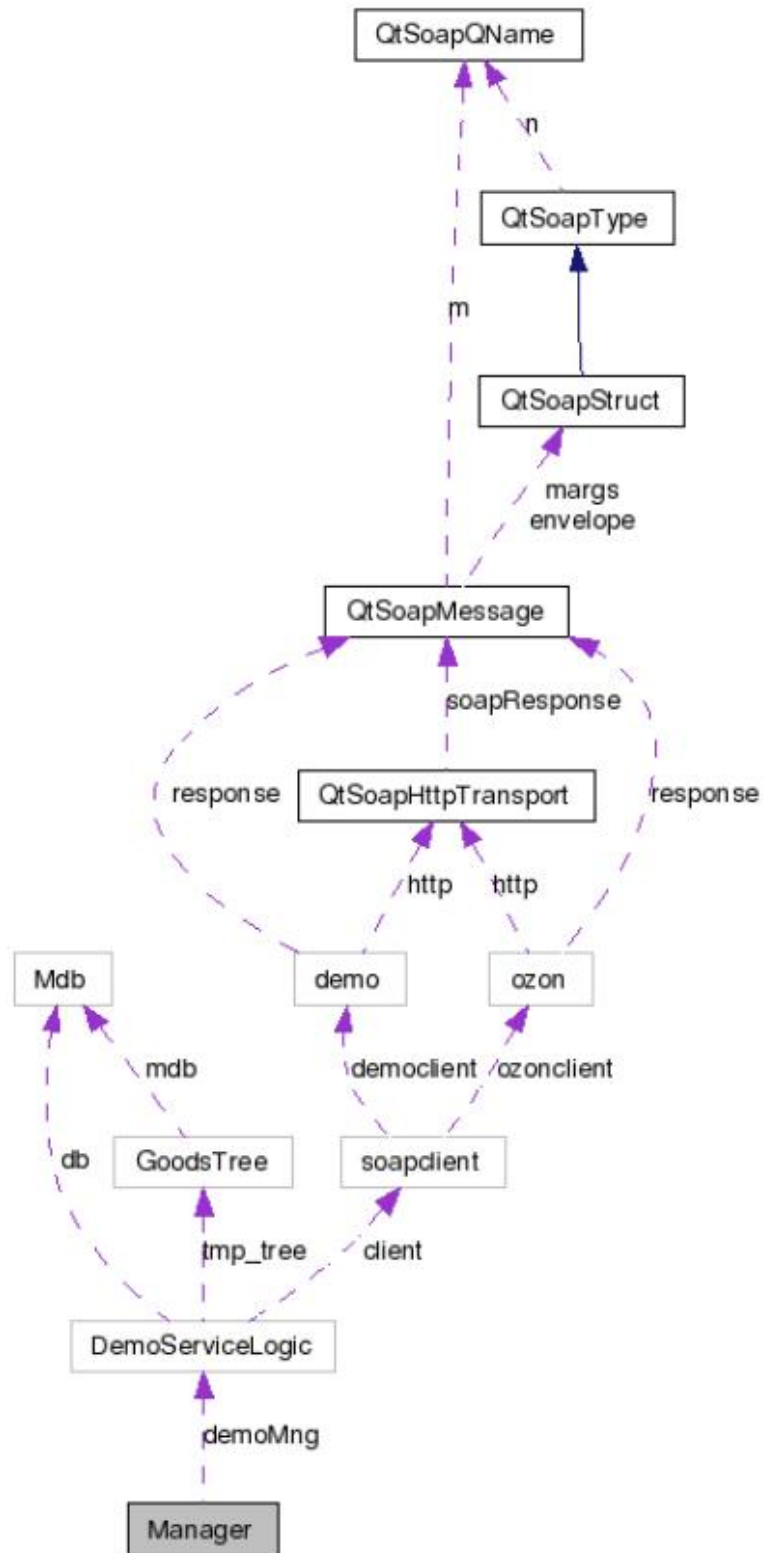 QtSoapQName
n
QtSoapType
m
QtSoapStruct
margs
envelope
QtSoapMessage
soapResponse
response
QtSoapHttpTransport
response
http
http
Mdb
demo
ozon
mdb
democlient
ozonclient
db
GoodsTree
soapclient
tmp_tree
client
DemoServiceLogic
demoMng
Manager